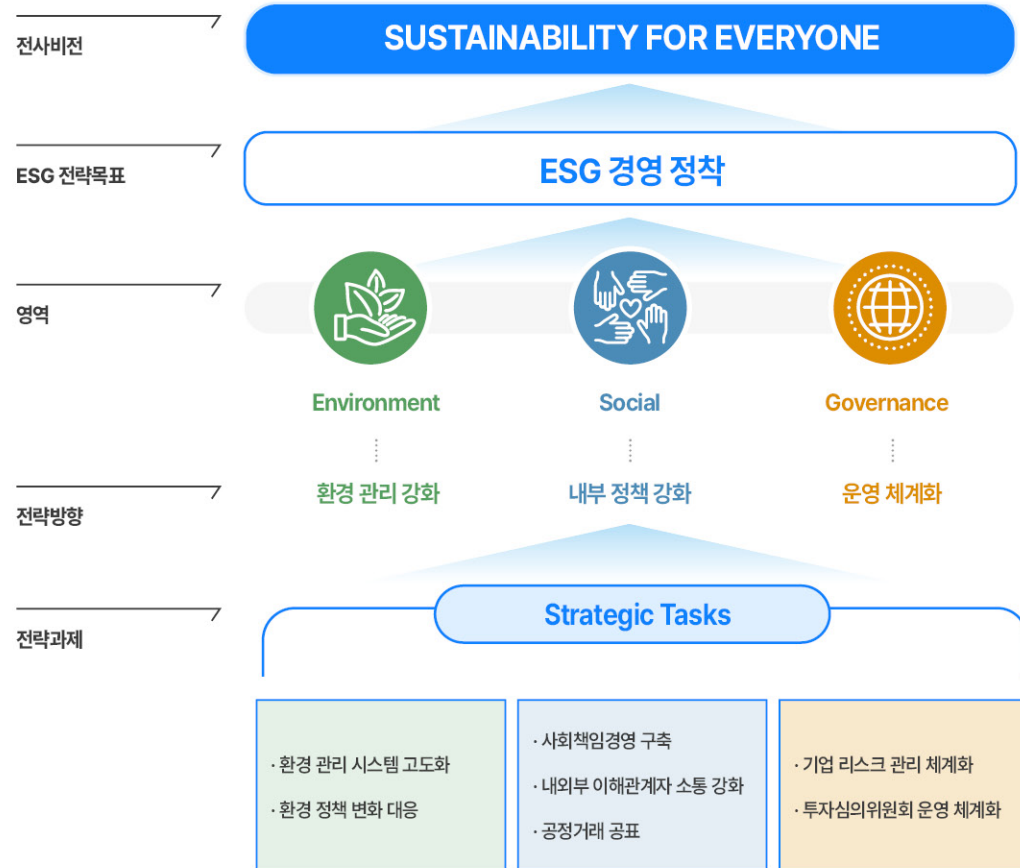 전사비전
SUSTAINABILITY FOR EVERYONE
ESG 전략목표
ESG 경영 정착
영역
Environment
Social
Governance
전략방향
환경 관리 강화
내부 정책 강화
운영 체계화
전략과제
Strategic Tasks
· 환경 관리 시스템 고도화
· 환경 정책 변화 대응
· 사회책임경영 구축
· 내외부 이해관계자 소통 강화
· 공정거래 공표
· 기업 리스크 관리 체계화
· 투자심의위원회 운영 체계화